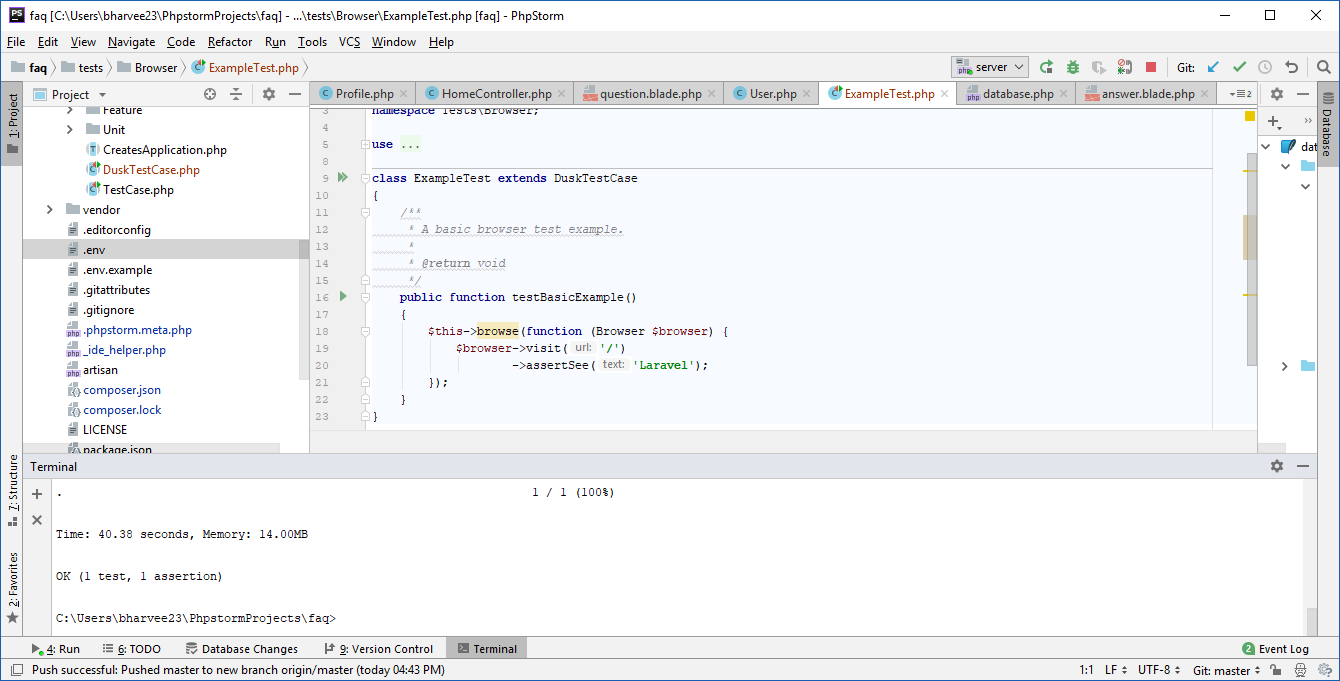 faq [C:\Users\bharvee23\PhpstormProjects\faq] - ...\tests\Browser\ExampleTest.php [faq] - PhpStorm
File Edit View Navigate Code Refactor Run Tools VCS Window Help
faq tests Browser ExampleTest.php server Git:
Project
Profile.php HomeController.php question.blade.php User.php ExampleTest.php database.php answer.blade.php 2
1: Project
7: Structure
2: Favorites
Database
Feature
Unit
CreatesApplication.php
DuskTestCase.php
TestCase.php
vendor
.editorconfig
.env
.env.example
.gitattributes
.gitignore
.phpstorm.meta.php
_ide_helper.php
artisan
composer.json
composer.lock
LICENSE
package.json
3 namespace Tests\Browser;
4
5 use ...
8
9 class ExampleTest extends DuskTestCase
10 {
11 /**
12 * A basic browser test example.
13 *
14 * @return void
15 */
16 public function testBasicExample()
17 {
18 $this->browse(function (Browser $browser) {
19 $browser->visit( url: '/')
20 ->assertSee( text: 'Laravel');
21 });
22 }
23 }
dat
Terminal
. 1 / 1 (100%)
Time: 40.38 seconds, Memory: 14.00MB
OK (1 test, 1 assertion)
C:\Users\bharvee23\PhpstormProjects\faq>
4: Run 6: TODO Database Changes 9: Version Control Terminal 2 Event Log
Push successful: Pushed master to new branch origin/master (today 04:43 PM) 1:1 LF UTF-8 Git: master